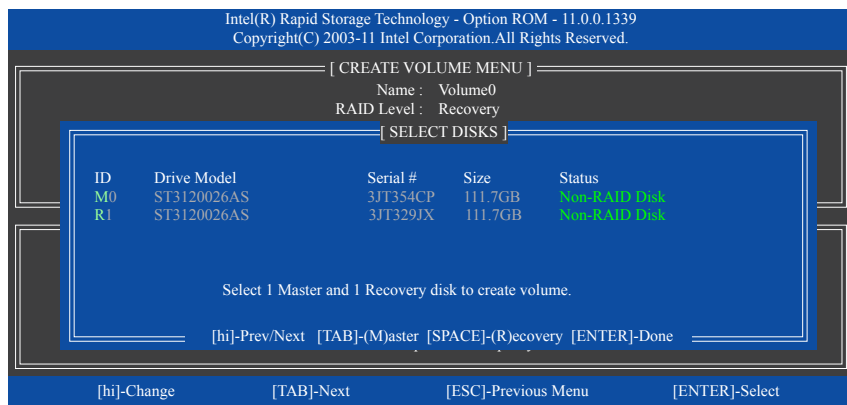 Intel(R) Rapid Storage Technology - Option ROM - 11.0.0.1339
Copyright(C) 2003-11 Intel Corporation.All Rights Reserved.
[ CREATE VOLUME MENU ]
Name : Volume0
RAID Level : Recovery
[ SELECT DISKS ]
ID Drive Model Serial # Size Status
M0 ST3120026AS 3JT354CP 111.7GB Non-RAID Disk
R1 ST3120026AS 3JT329JX 111.7GB Non-RAID Disk
Select 1 Master and 1 Recovery disk to create volume.
[hi]-Prev/Next [TAB]-(M)aster [SPACE]-(R)ecovery [ENTER]-Done
[hi]-Change [TAB]-Next [ESC]-Previous Menu [ENTER]-Select